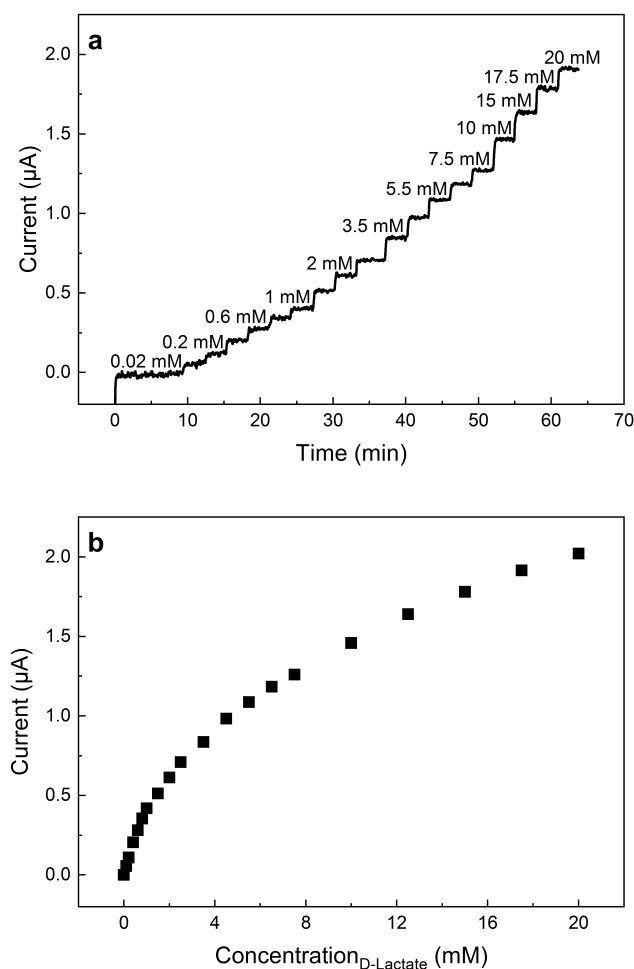 a
2.0
1.5
1.0
0.5
0.0
Current (µA)
0.02 mM
0.2 mM
0.6 mM
1 mM
2 mM
3.5 mM
5.5 mM
7.5 mM
10 mM
15 mM
17.5 mM
20 mM
0 10 20 30 40 50 60 70
Time (min)
b
2.0
1.5
1.0
0.5
0.0
Current (µA)
0 4 8 12 16 20
Concentration D-Lactate (mM)